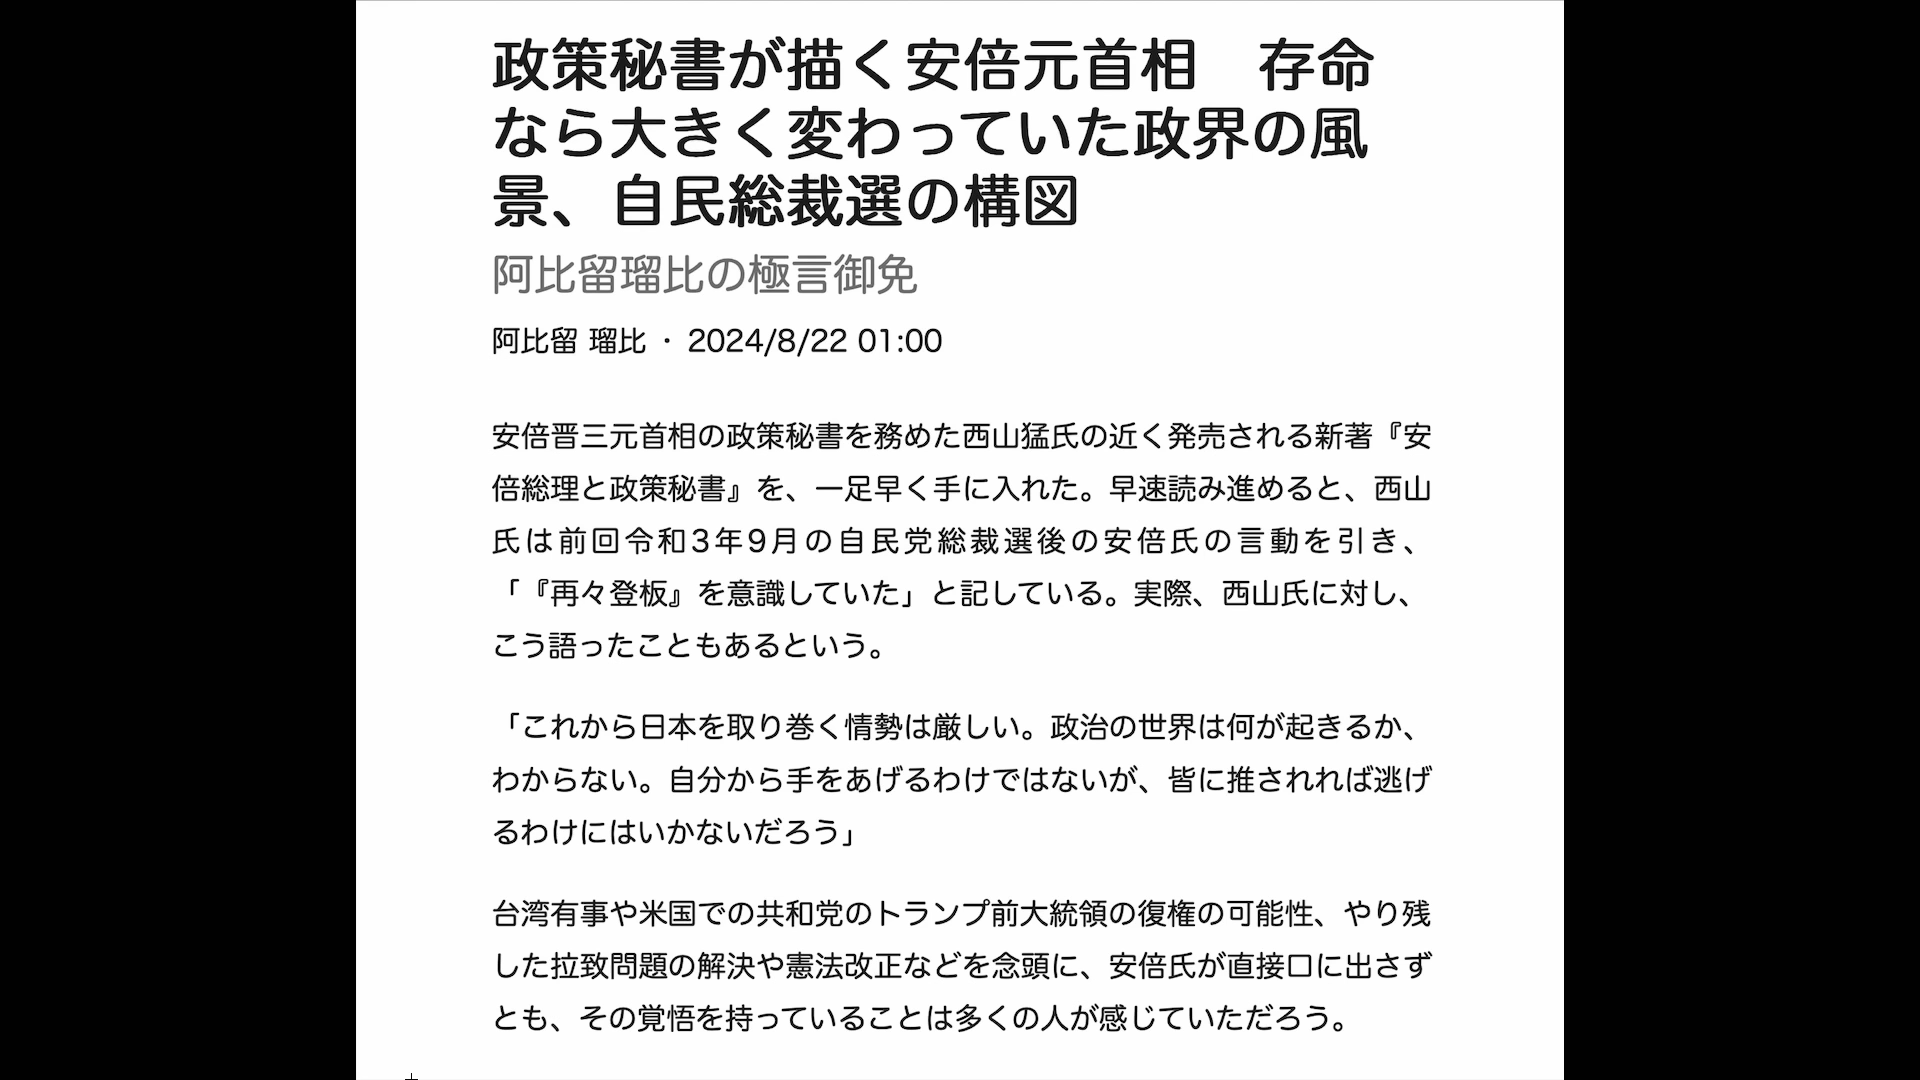 政策秘書が描く安倍元首相　存命
なら大きく変わっていた政界の風
景、自民総裁選の構図
阿比留瑠比の極言御免
阿比留 瑠比 · 2024/8/22 01:00
安倍晋三元首相の政策秘書を務めた西山猛氏の近く発売される新著『安
倍総理と政策秘書』を、一足早く手に入れた。早速読み進めると、西山
氏は前回令和3年9月の自民党総裁選後の安倍氏の言動を引き、
「『再々登板』を意識していた」と記している。実際、西山氏に対し、
こう語ったこともあるという。
「これから日本を取り巻く情勢は厳しい。政治の世界は何が起きるか、
わからない。自分から手をあげるわけではないが、皆に推されれば逃げ
るわけにはいかないだろう」
台湾有事や米国での共和党のトランプ前大統領の復権の可能性、やり残
した拉致問題の解決や憲法改正などを念頭に、安倍氏が直接口に出さず
とも、その覚悟を持っていることは多くの人が感じていただろう。